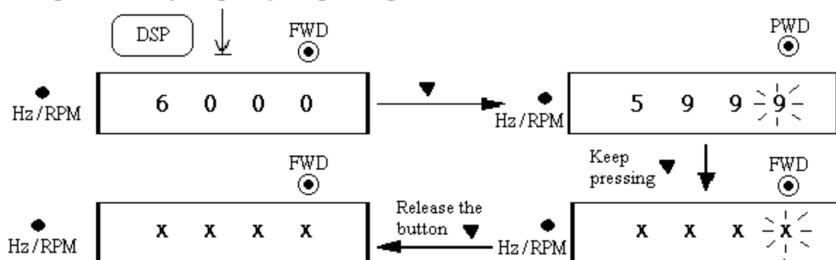 DSP
FWD
Hz/RPM
6 0 0 0
▼
PWD
Hz/RPM
5 9 9 9
Keep
pressing ▼
FWD
Hz/RPM
x x x x
Release the
button ▼
FWD
Hz/RPM
x x x x